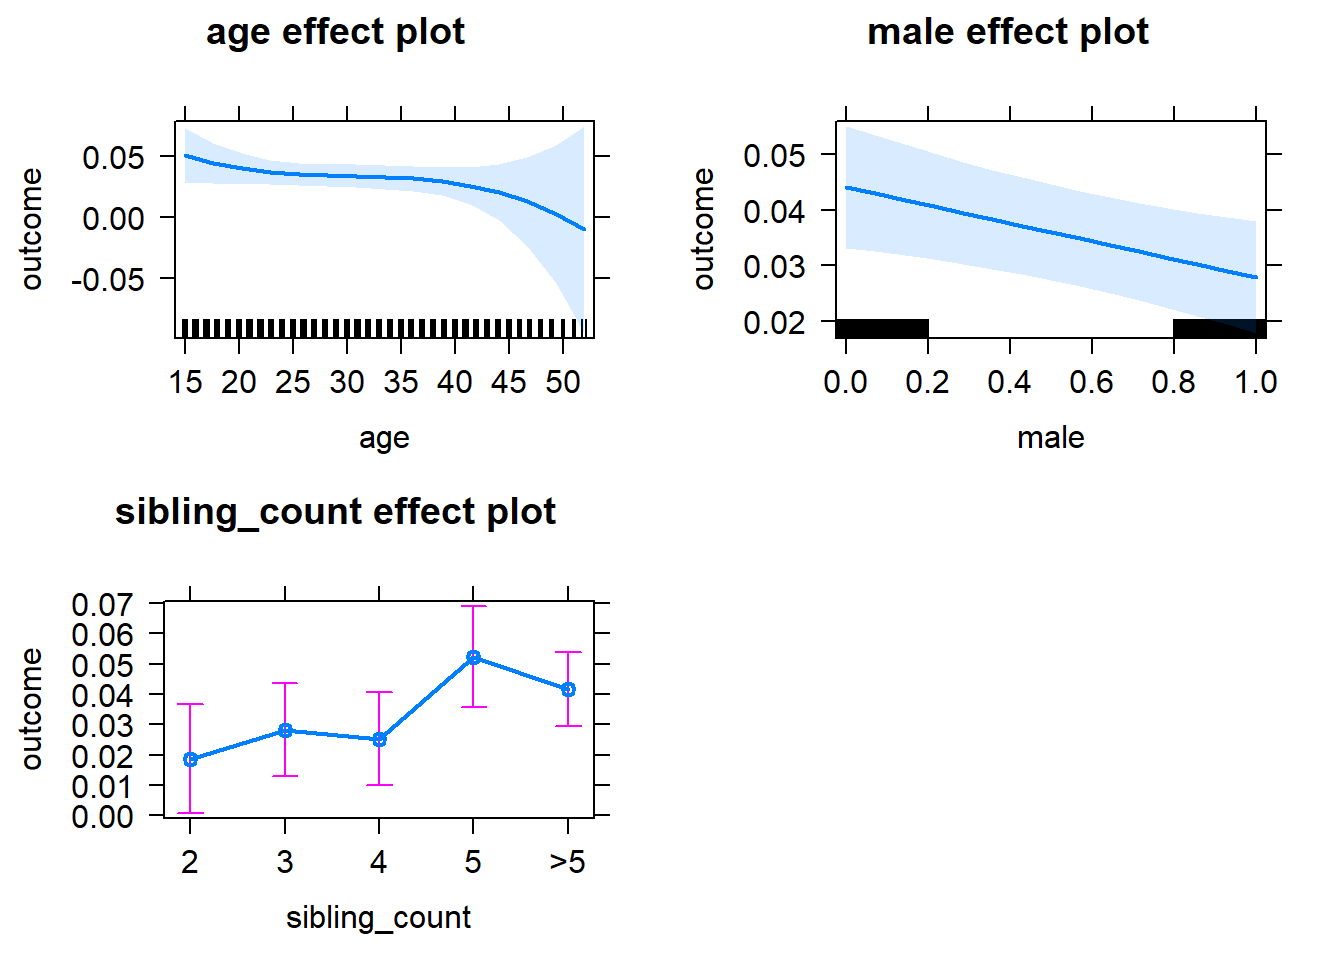 age effect plot
outcome
0.05
0.00
-0.05
15 20 25 30 35 40 45 50
age
male effect plot
outcome
0.05
0.04
0.03
0.02
0.0 0.2 0.4 0.6 0.8 1.0
male
sibling_count effect plot
outcome
0.07
0.06
0.05
0.04
0.03
0.02
0.01
0.00
2 3 4 5 >5
sibling_count